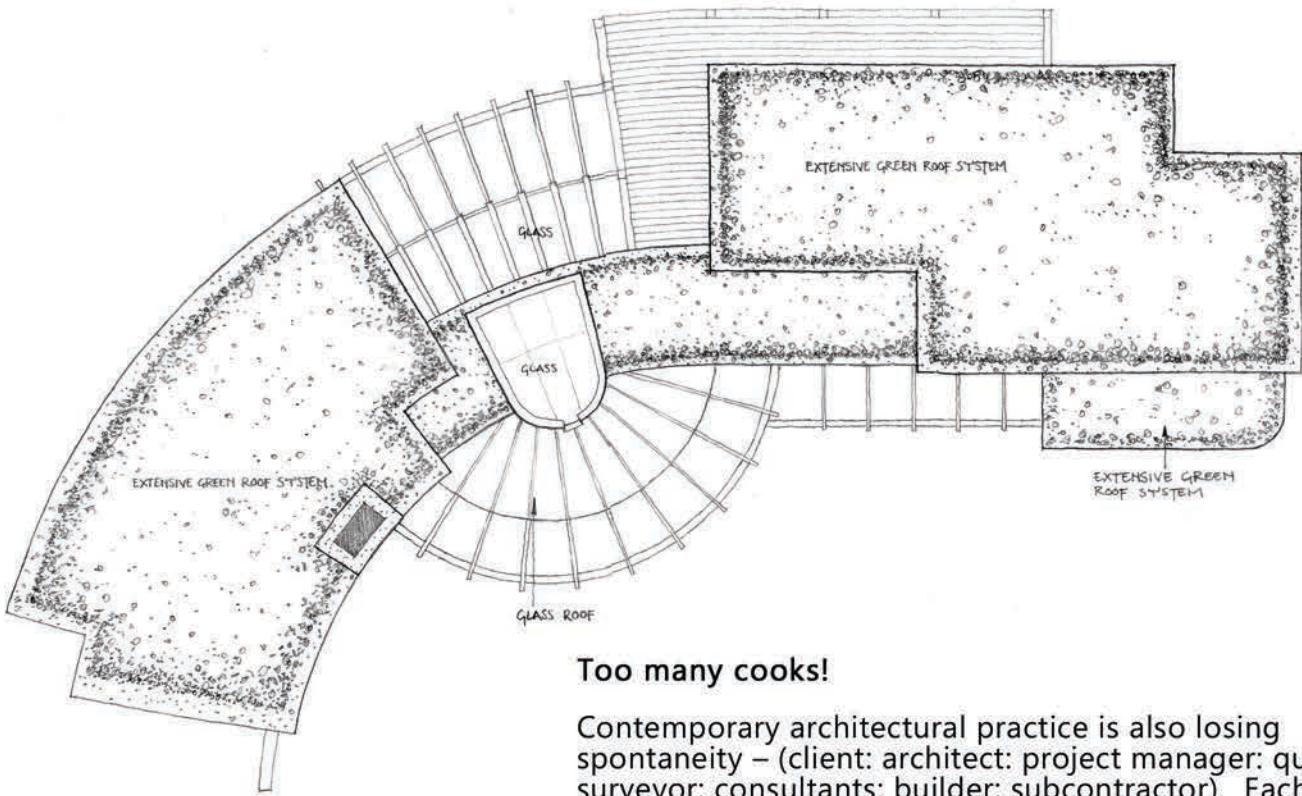 EXTENSIVE GREEN ROOF SYSTEM
GLASS
GLASS
EXTENSIVE GREEN ROOF SYSTEM
EXTENSIVE GREEN
ROOF SYSTEM
GLASS ROOF
Too many cooks!
Contemporary architectural practice is also losing
spontaneity – (client: architect: project manager:
surveyor: consultants: builder: subcontractor). Each